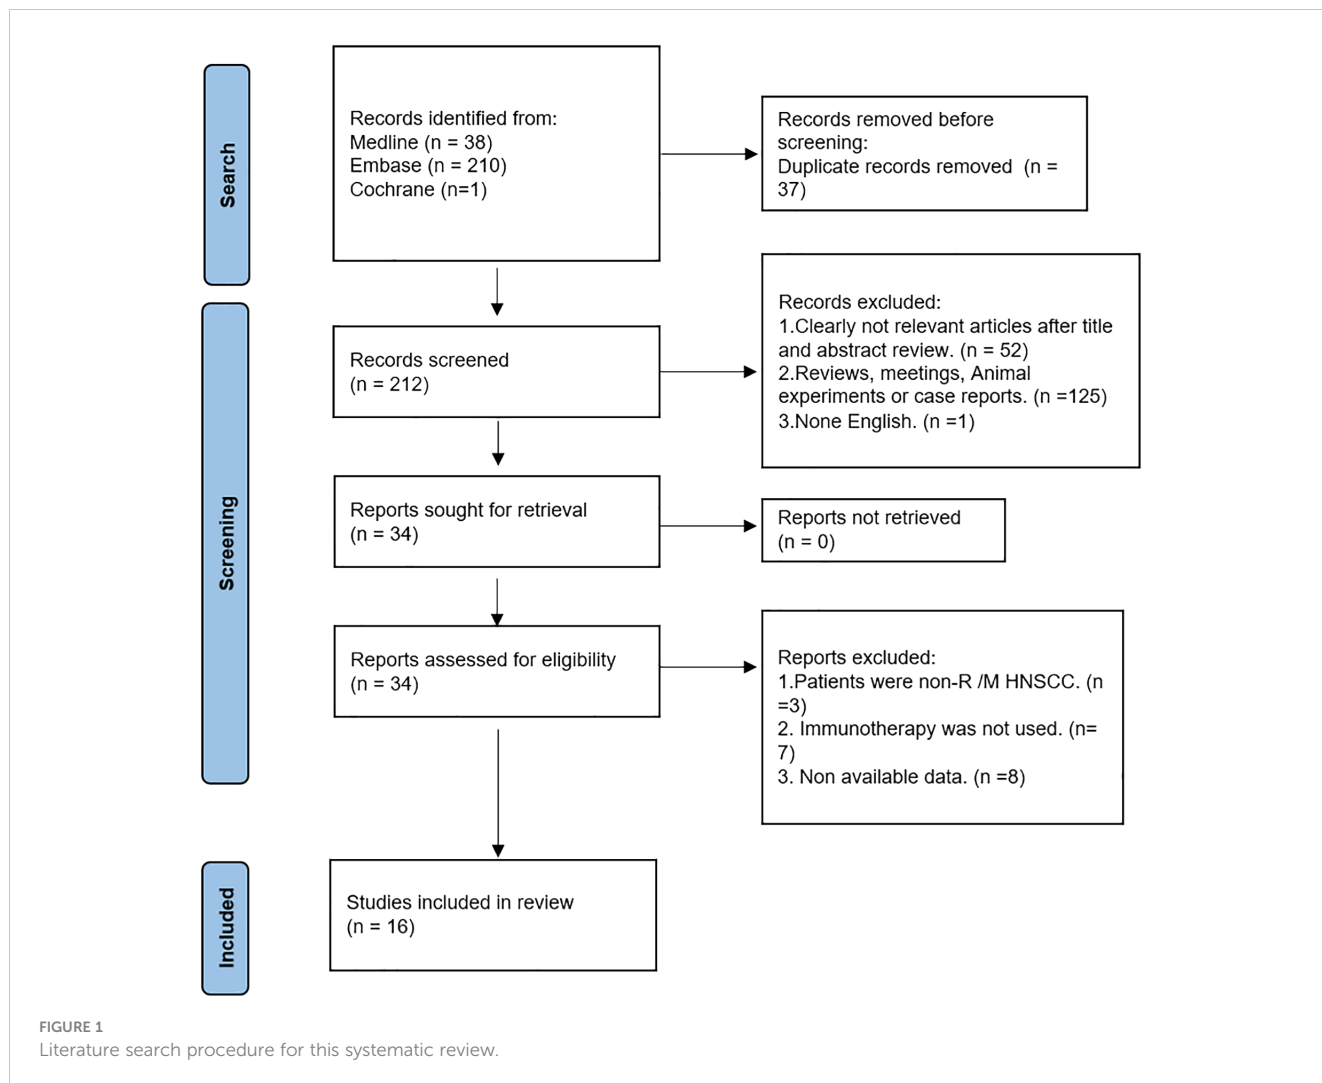 Search
Records identified from:
Medline (n = 38)
Embase (n = 210)
Cochrane (n=1)
Records removed before
screening:
Duplicate records removed (n =
37)
Screening
Records screened
(n = 212)
Records excluded:
1.Clearly not relevant articles after title
and abstract review. (n = 52)
2.Reviews, meetings, Animal
experiments or case reports. (n =125)
3.None English. (n =1)
Reports sought for retrieval
(n = 34)
Reports not retrieved
(n = 0)
Reports assessed for eligibility
(n = 34)
Reports excluded:
1.Patients were non-R /M HNSCC. (n
=3)
2. Immunotherapy was not used. (n=
7)
3. Non available data. (n =8)
Included
Studies included in review
(n = 16)
FIGURE 1
Literature search procedure for this systematic review.